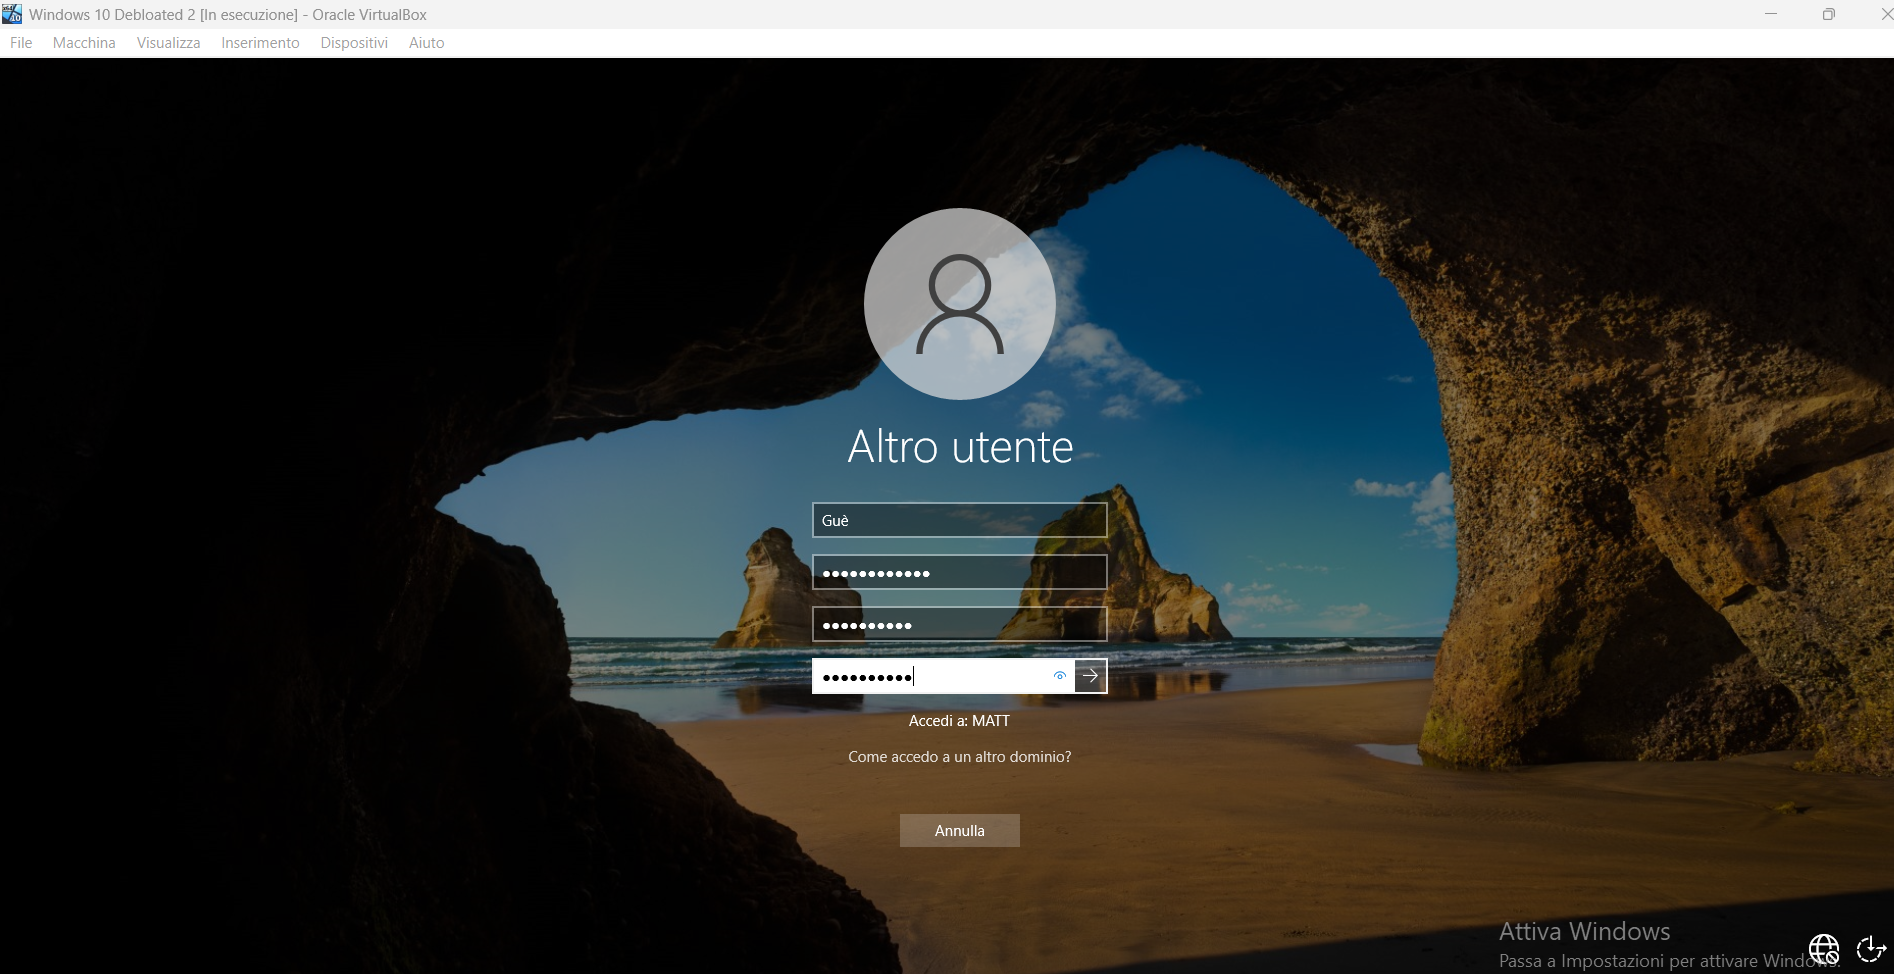 Windows 10 Debloated 2 [In esecuzione] - Oracle VirtualBox
File Macchina Visualizza Inserimento Dispositivi Aiuto
Altro utente
Guè
••••••••••••
••••••••••
••••••••••
Accedi a: MATT
Come accedo a un altro dominio?
Annulla
Attiva Windows
Passa a Impostazioni per attivare Windows.